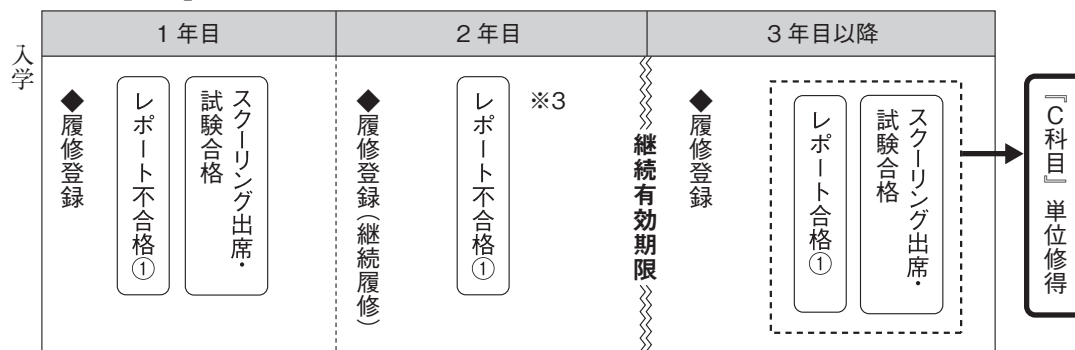 入学
1 年目
2 年目
3 年目以降
◆履修登録
レポート不合格①
スクーリング出席・
試験合格
◆履修登録（継続履修）
レポート不合格①
※3
継続有効期限
◆履修登録
レポート合格①
スクーリング出席・
試験合格
『C科目』単位修得